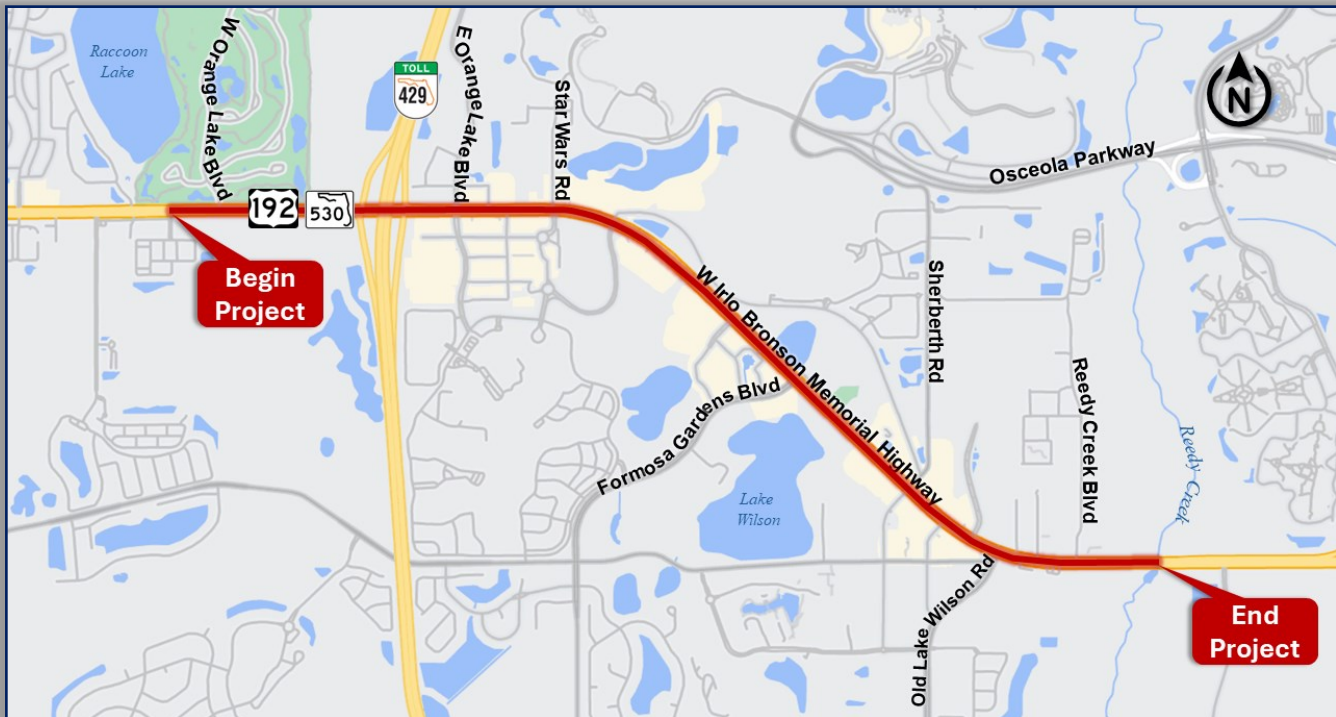 Raccoon
Lake
W Orange Lake Blvd
TOLL
429
E Orange Lake Blvd
Star Wars Rd
N
Osceola Parkway
192
530
Begin
Project
W Irlo Bronson Memorial Highway
Sherberth Rd
Formosa Gardens Blvd
Reedy Creek Blvd
Reedy Creek
Lake
Wilson
Old Lake Wilson Rd
End
Project